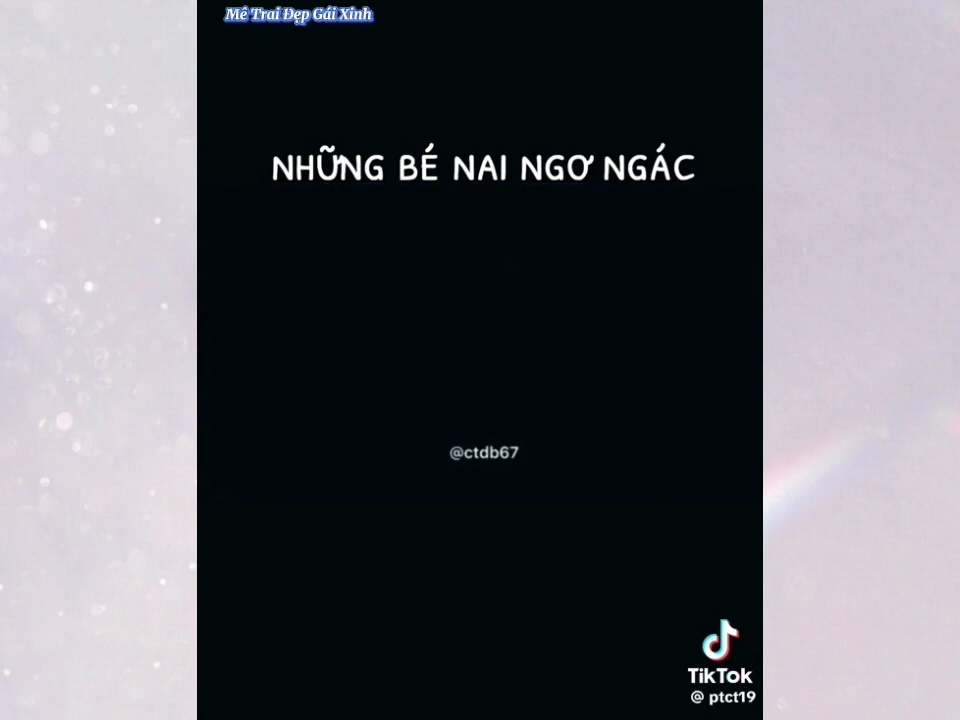 Mê Trai Đẹp Gái Xinh
NHỮNG BÉ NAI NGƠ NGÁC
@ctdb67
TikTok
@ ptct19